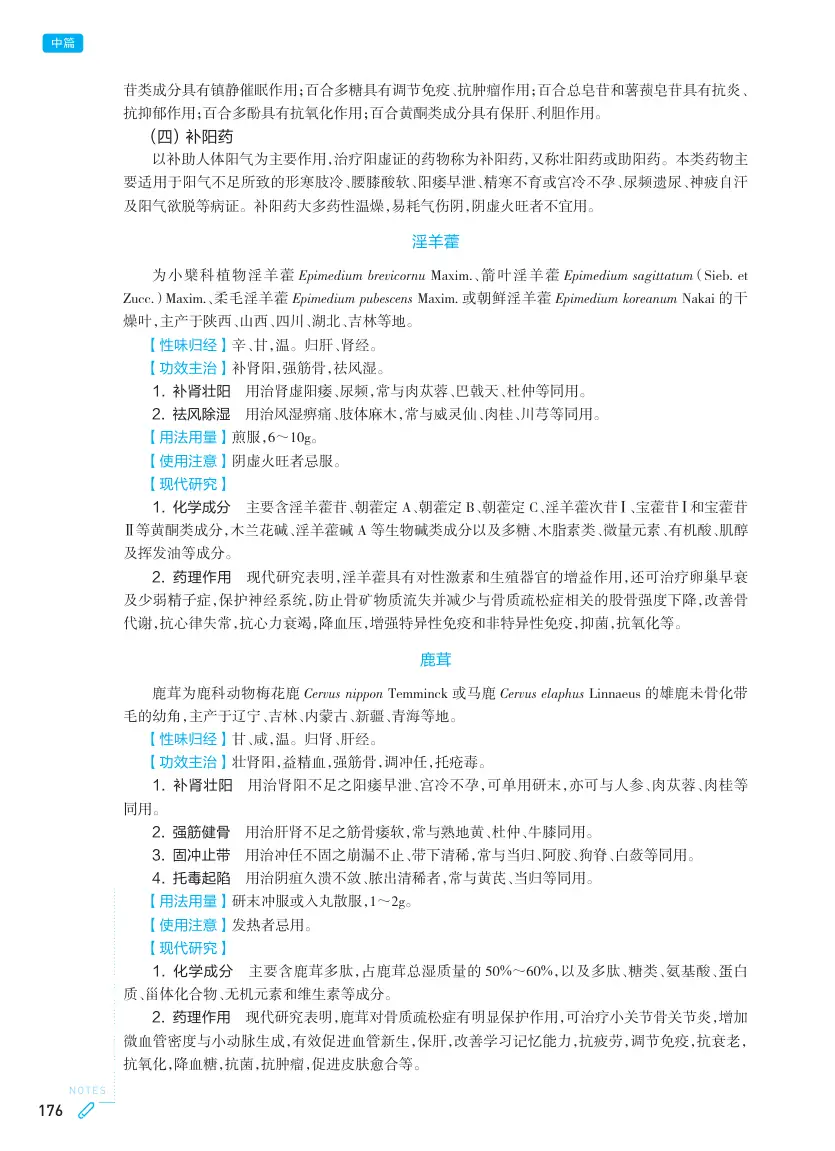 中篇
苷类成分具有镇静催眠作用；百合多糖具有调节免疫、抗肿瘤作用；百合总皂苷和薯蓣皂苷具有抗炎、
抗抑郁作用；百合多酚具有抗氧化作用；百合黄酮类成分具有保肝、利胆作用。
（四）补阳药
以补助人体阳气为主要作用，治疗阳虚证的药物称为补阳药，又称壮阳药或助阳药。本类药物主
要适用于阳气不足所致的形寒肢冷、腰膝酸软、阳痿早泄、精寒不育或宫冷不孕、尿频遗尿、神疲自汗
及阳气欲脱等病证。补阳药大多药性温燥，易耗气伤阴，阴虚火旺者不宜用。
淫羊藿
为小檗科植物淫羊藿 Epimedium brevicornu Maxim.、箭叶淫羊藿 Epimedium sagittatum（Sieb. et
Zucc.）Maxim.、柔毛淫羊藿 Epimedium pubescens Maxim. 或朝鲜淫羊藿 Epimedium koreanum Nakai 的干
燥叶，主产于陕西、山西、四川、湖北、吉林等地。
【性味归经】辛、甘，温。归肝、肾经。
【功效主治】补肾阳，强筋骨，祛风湿。
1. 补肾壮阳 用治肾虚阳痿、尿频，常与肉苁蓉、巴戟天、杜仲等同用。
2. 祛风除湿 用治风湿痹痛、肢体麻木，常与威灵仙、肉桂、川芎等同用。
【用法用量】煎服，6～10g。
【使用注意】阴虚火旺者忌服。
【现代研究】
1. 化学成分 主要含淫羊藿苷、朝藿定 A、朝藿定 B、朝藿定 C、淫羊藿次苷Ⅰ、宝藿苷Ⅰ和宝藿苷
Ⅱ等黄酮类成分，木兰花碱、淫羊藿碱 A 等生物碱类成分以及多糖、木脂素类、微量元素、有机酸、肌醇
及挥发油等成分。
2. 药理作用 现代研究表明，淫羊藿具有对性激素和生殖器官的增益作用，还可治疗卵巢早衰
及少弱精子症，保护神经系统，防止骨矿物质流失并减少与骨质疏松症相关的股骨强度下降，改善骨
代谢，抗心律失常，抗心力衰竭，降血压，增强特异性免疫和非特异性免疫，抑菌，抗氧化等。
鹿茸
鹿茸为鹿科动物梅花鹿 Cervus nippon Temminck 或马鹿 Cervus elaphus Linnaeus 的雄鹿未骨化带
毛的幼角，主产于辽宁、吉林、内蒙古、新疆、青海等地。
【性味归经】甘、咸，温。归肾、肝经。
【功效主治】壮肾阳，益精血，强筋骨，调冲任，托疮毒。
1. 补肾壮阳 用治肾阳不足之阳痿早泄、宫冷不孕，可单用研末，亦可与人参、肉苁蓉、肉桂等
同用。
2. 强筋健骨 用治肝肾不足之筋骨痿软，常与熟地黄、杜仲、牛膝同用。
3. 固冲止带 用治冲任不固之崩漏不止、带下清稀，常与当归、阿胶、狗脊、白蔹等同用。
4. 托毒起陷 用治阴疽久溃不敛、脓出清稀者，常与黄芪、当归等同用。
【用法用量】研末冲服或入丸散服，1～2g。
【使用注意】发热者忌用。
【现代研究】
1. 化学成分 主要含鹿茸多肽，占鹿茸总湿质量的 50%～60%，以及多肽、糖类、氨基酸、蛋白
质、甾体化合物、无机元素和维生素等成分。
2. 药理作用 现代研究表明，鹿茸对骨质疏松症有明显保护作用，可治疗小关节骨关节炎，增加
微血管密度与小动脉生成，有效促进血管新生，保肝，改善学习记忆能力，抗疲劳，调节免疫，抗衰老，
抗氧化，降血糖，抗菌，抗肿瘤，促进皮肤愈合等。
NOTES
176